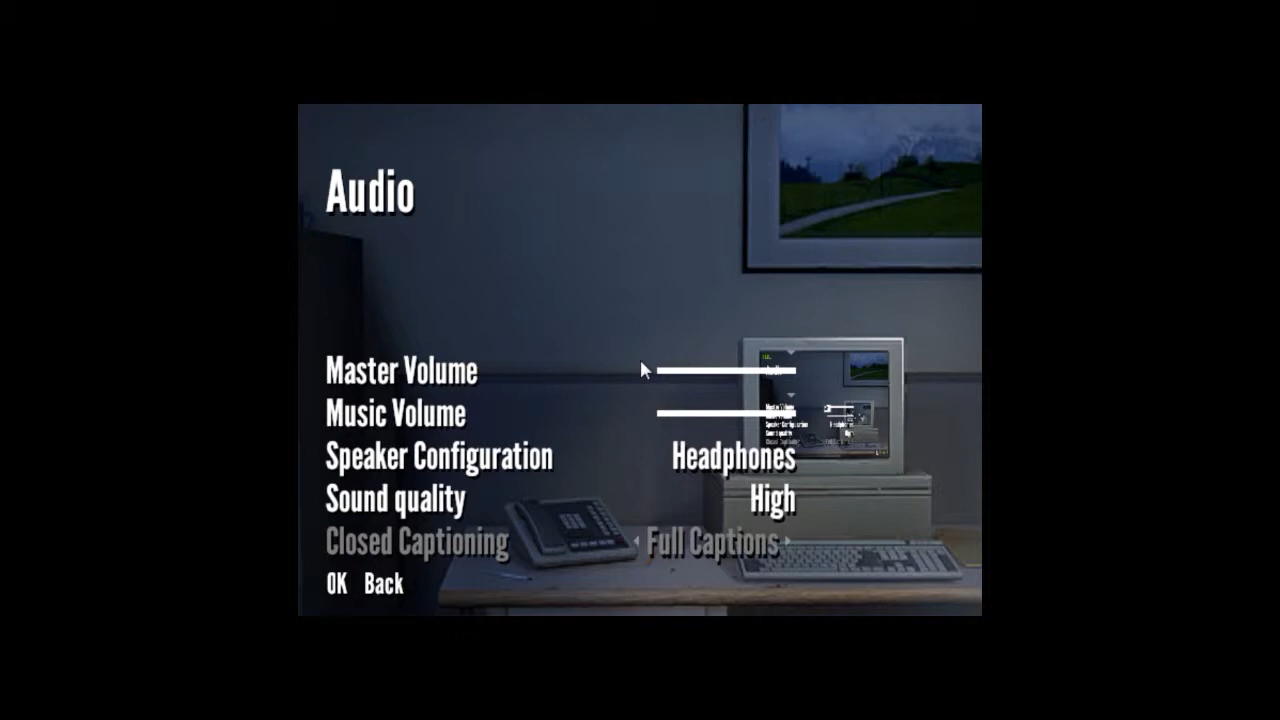 Audio
Master Volume
Music Volume
Speaker Configuration Headphones
Sound quality High
Closed Captioning Full Captions
OK Back